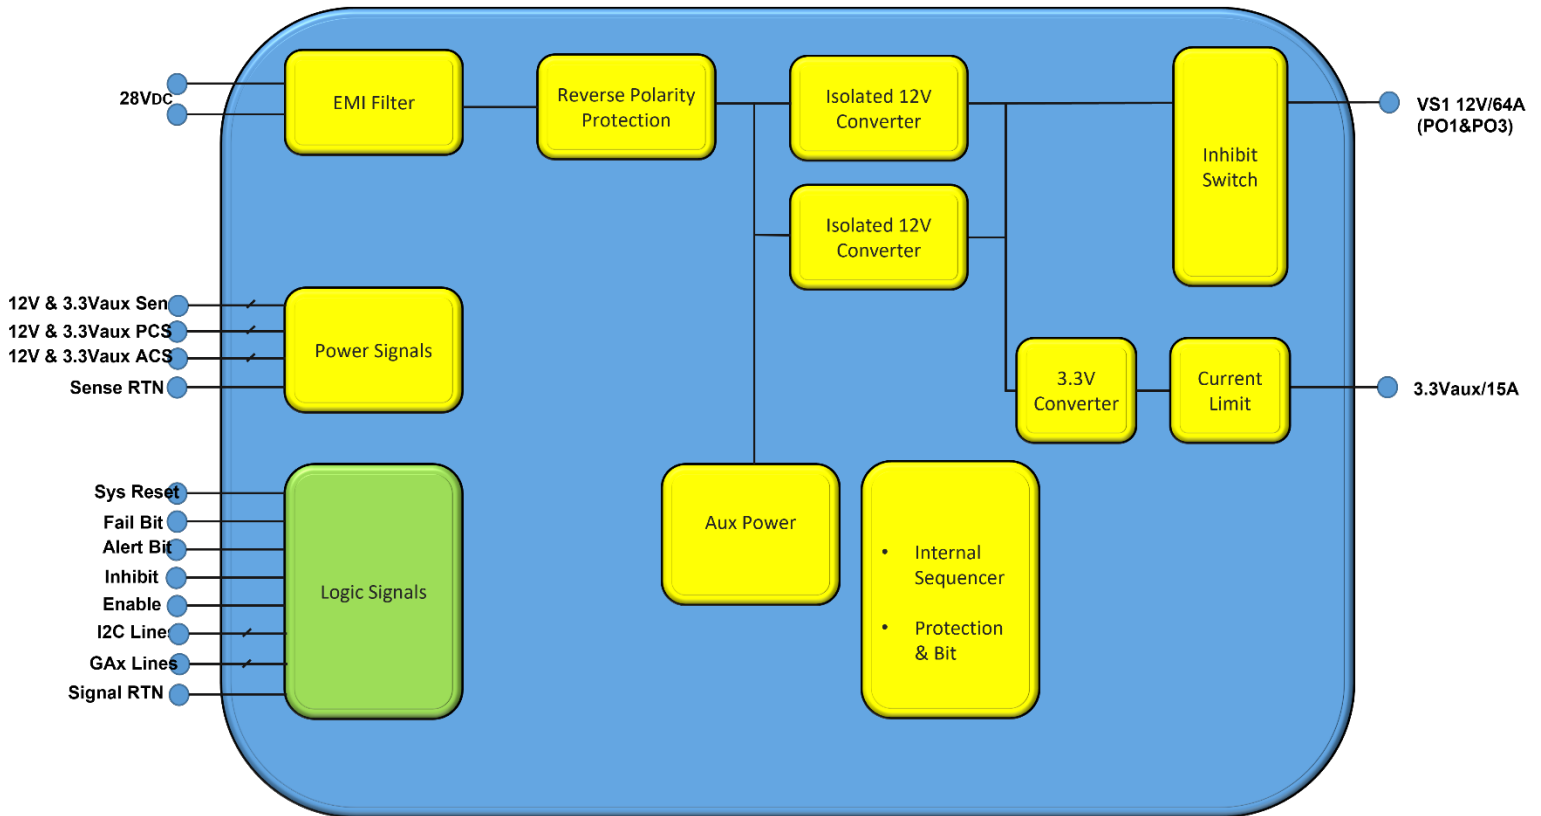 28VDC
EMI Filter
Reverse Polarity
Protection
Isolated 12V
Converter
Isolated 12V
Converter
Inhibit
Switch
VS1 12V/64A
(PO1&PO3)
12V & 3.3Vaux Sen
12V & 3.3Vaux PCS
12V & 3.3Vaux ACS
Sense RTN
Power Signals
3.3V
Converter
Current
Limit
3.3Vaux/15A
Sys Reset
Fail Bit
Alert Bit
Inhibit
Enable
I2C Lines
GAx Lines
Signal RTN
Logic Signals
Aux Power
• Internal
Sequencer
• Protection
& Bit